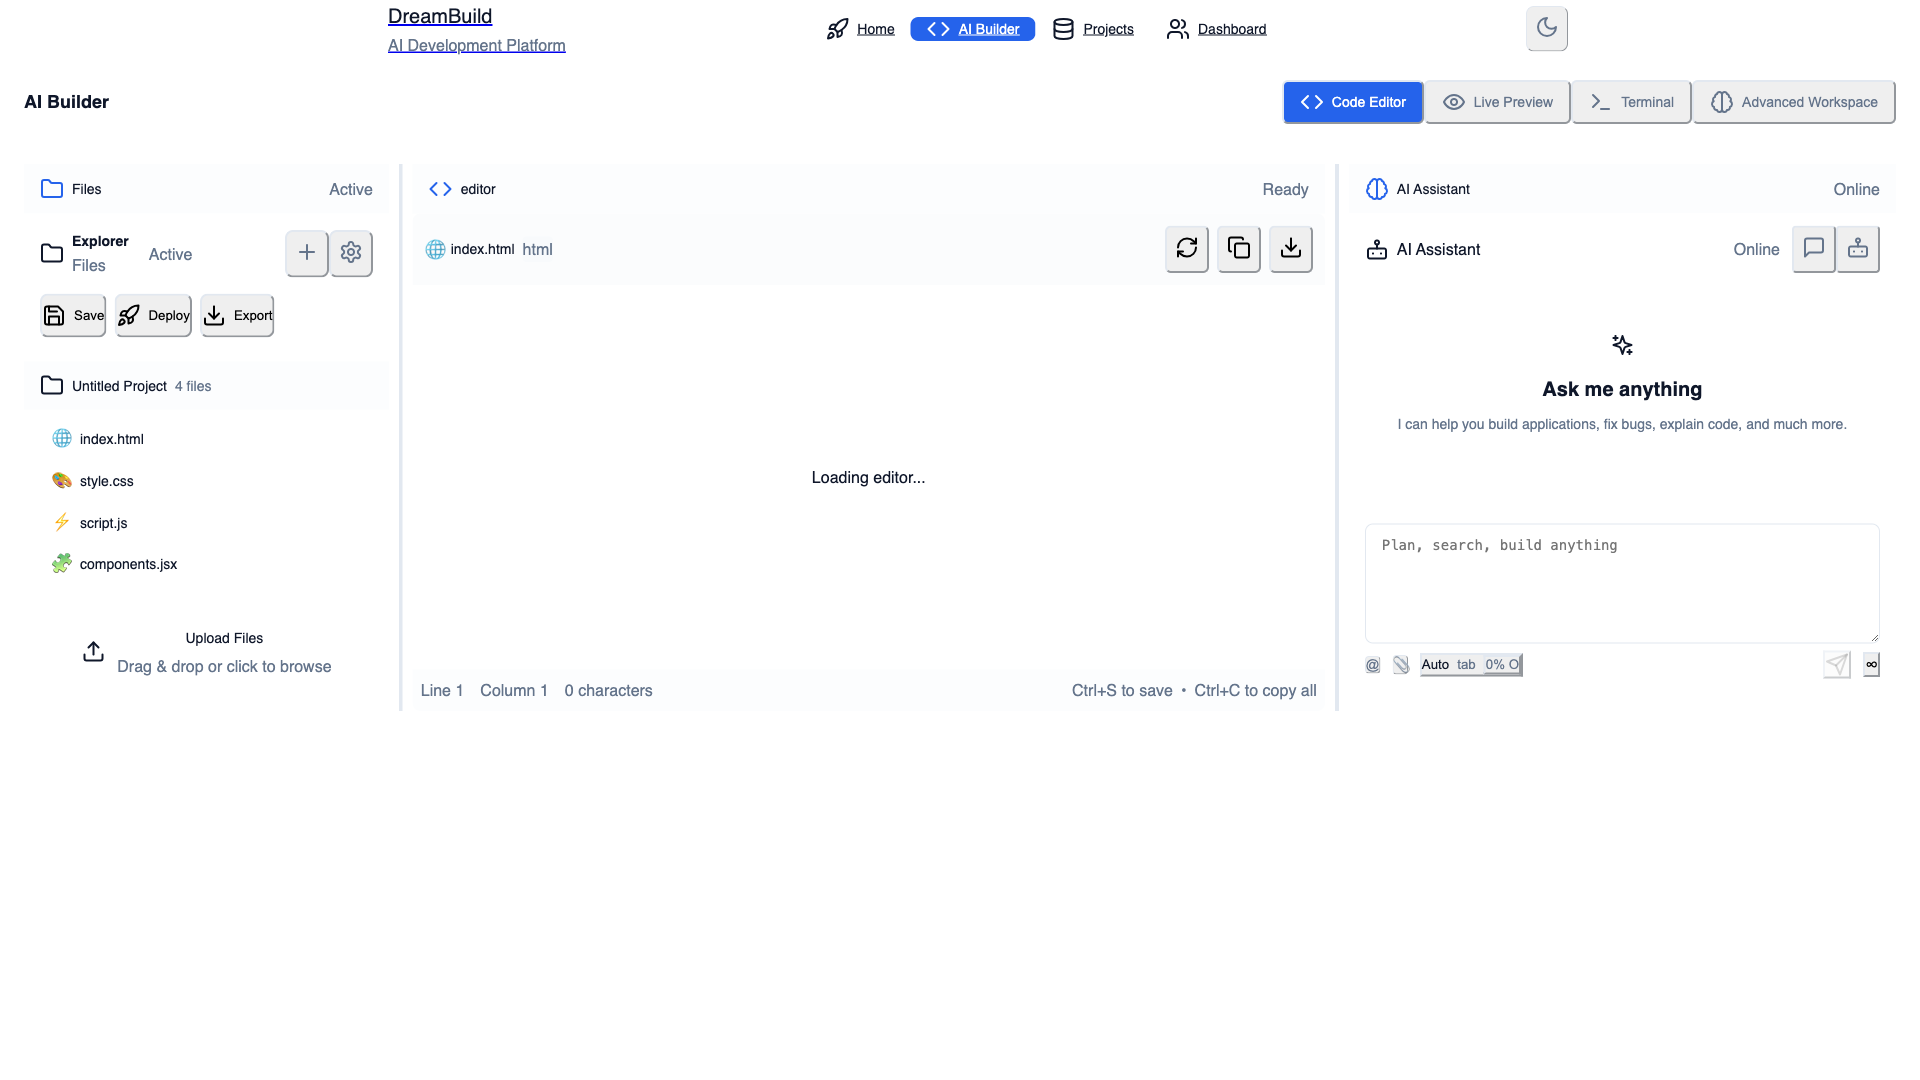 DreamBuild
AI Development Platform
Home
AI Builder
Projects
Dashboard
AI Builder
Code Editor
Live Preview
Terminal
Advanced Workspace
Files
Active
Explorer
Files
Active
Save
Deploy
Export
Untitled Project 4 files
index.html
style.css
script.js
components.jsx
Upload Files
Drag & drop or click to browse
editor
Ready
index.html html
Loading editor...
Line 1 Column 1 0 characters
Ctrl+S to save • Ctrl+C to copy all
AI Assistant
Online
AI Assistant
Online
Ask me anything
I can help you build applications, fix bugs, explain code, and much more.
Plan, search, build anything
@
Auto tab 0% O
∞